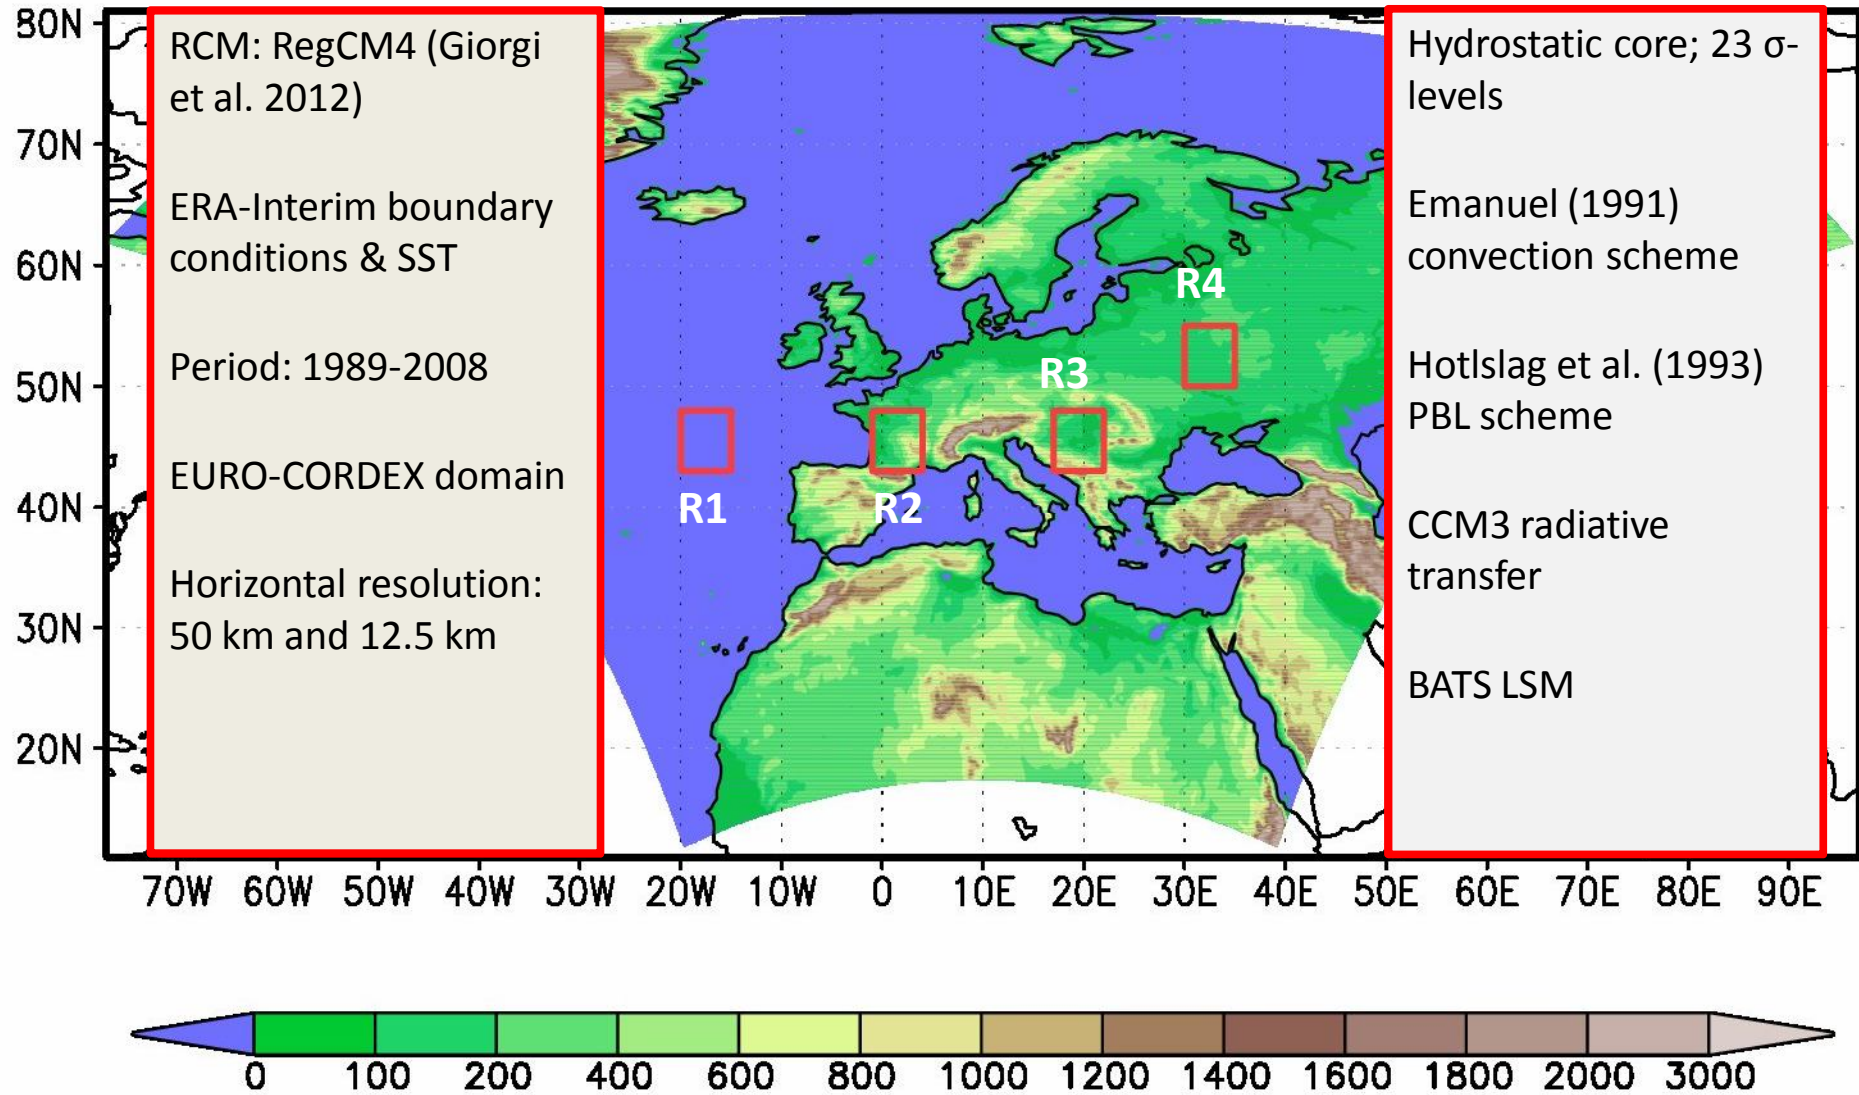 80N
70N
60N
50N
40N
30N
20N
RCM: RegCM4 (Giorgi
et al. 2012)
ERA-Interim boundary
conditions & SST
Period: 1989-2008
EURO-CORDEX domain
Horizontal resolution:
50 km and 12.5 km
R4
R3
R1
R2
Hydrostatic core; 23 σ-
levels
Emanuel (1991)
convection scheme
Hotlslag et al. (1993)
PBL scheme
CCM3 radiative
transfer
BATS LSM
70W 60W 50W 40W 30W 20W 10W 0 10E 20E 30E 40E 50E 60E 70E 80E 90E
0 100 200 400 600 800 1000 1200 1400 1600 1800 2000 3000